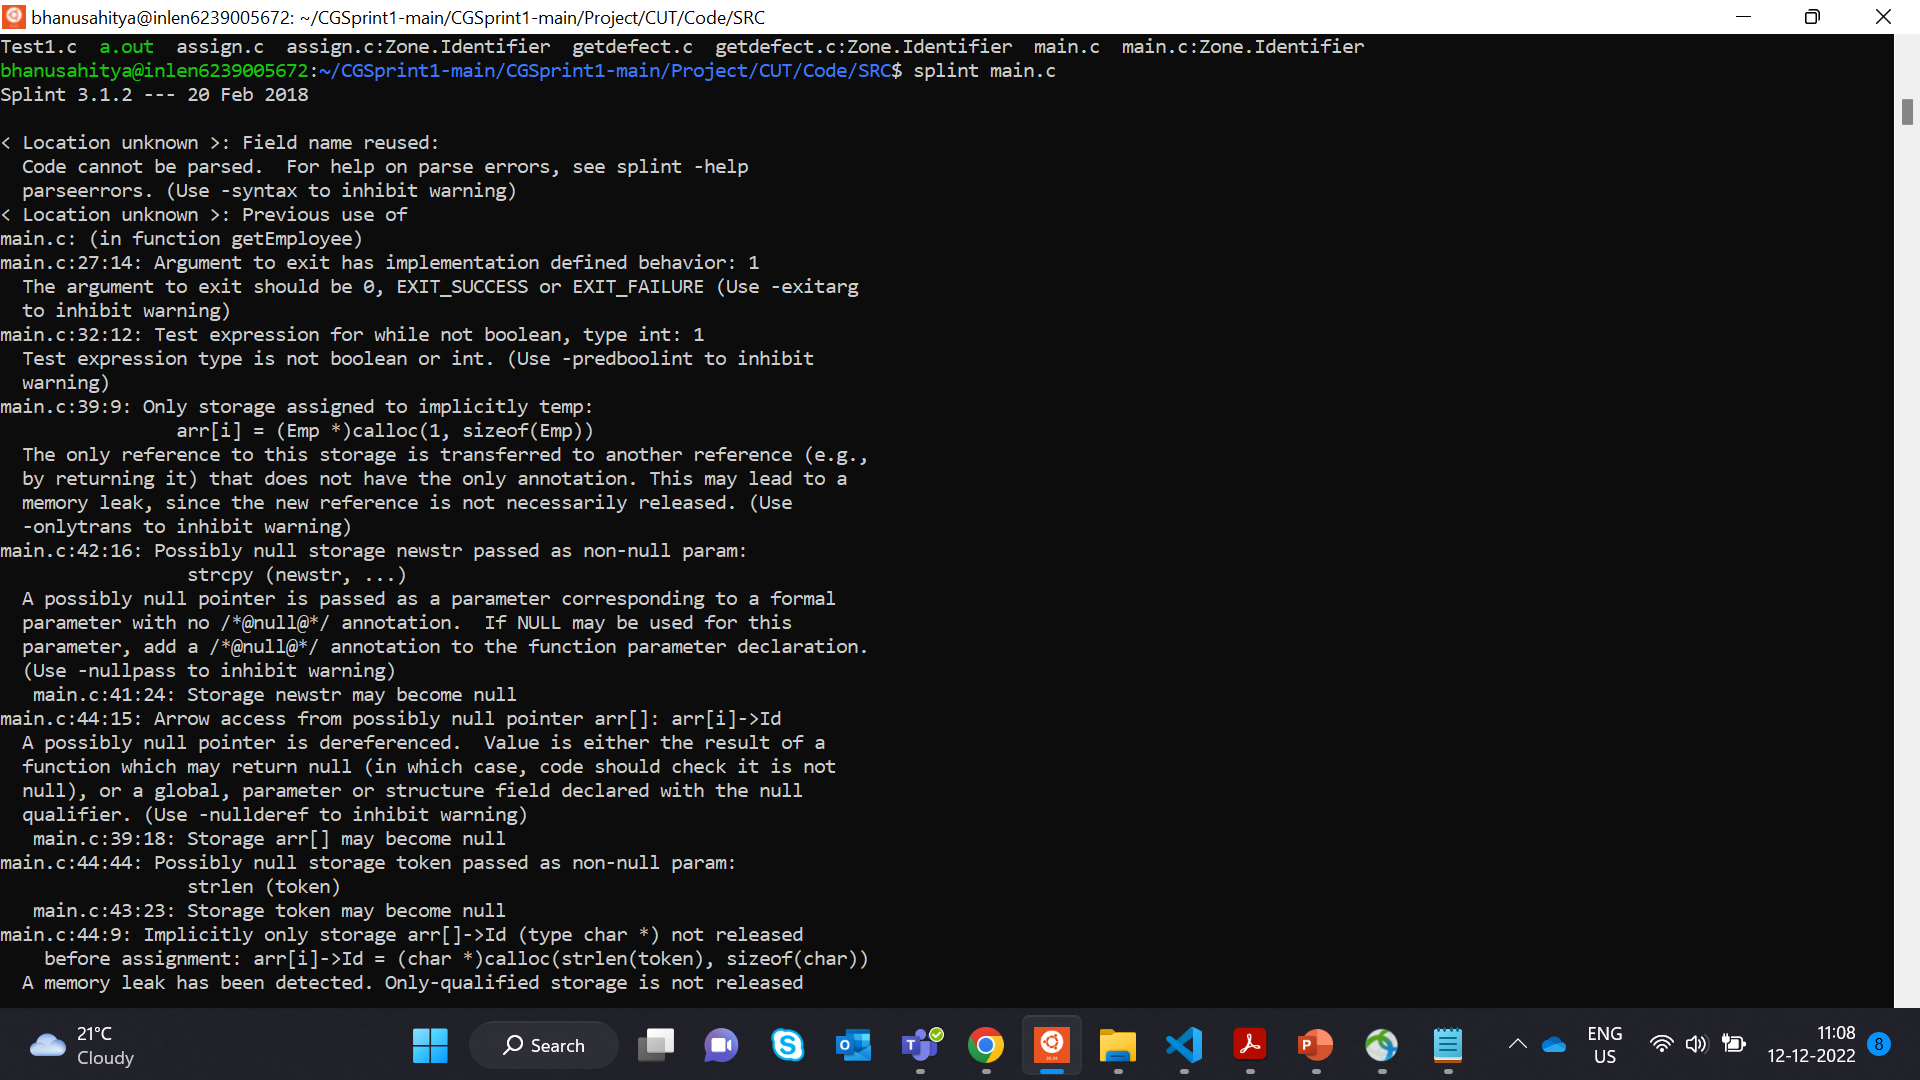 bhanusahitya@inlen6239005672: ~/CGSprint1-main/CGSprint1-main/Project/CUT/Code/SRC
Test1.c  a.out  assign.c  assign.c:Zone.Identifier  getdefect.c  getdefect.c:Zone.Identifier  main.c  main.c:Zone.Identifier
bhanusahitya@inlen6239005672:~/CGSprint1-main/CGSprint1-main/Project/CUT/Code/SRC$ splint main.c
Splint 3.1.2 --- 20 Feb 2018
< Location unknown >: Field name reused:
  Code cannot be parsed.  For help on parse errors, see splint -help
  parseerrors. (Use -syntax to inhibit warning)
< Location unknown >: Previous use of
main.c: (in function getEmployee)
main.c:27:14: Argument to exit has implementation defined behavior: 1
  The argument to exit should be 0, EXIT_SUCCESS or EXIT_FAILURE (Use -exitarg
  to inhibit warning)
main.c:32:12: Test expression for while not boolean, type int: 1
  Test expression type is not boolean or int. (Use -predboolint to inhibit
  warning)
main.c:39:9: Only storage assigned to implicitly temp:
                arr[i] = (Emp *)calloc(1, sizeof(Emp))
  The only reference to this storage is transferred to another reference (e.g.,
  by returning it) that does not have the only annotation. This may lead to a
  memory leak, since the new reference is not necessarily released. (Use
  -onlytrans to inhibit warning)
main.c:42:16: Possibly null storage newstr passed as non-null param:
                 strcpy (newstr, ...)
  A possibly null pointer is passed as a parameter corresponding to a formal
  parameter with no /*@null@*/ annotation.  If NULL may be used for this
  parameter, add a /*@null@*/ annotation to the function parameter declaration.
  (Use -nullpass to inhibit warning)
   main.c:41:24: Storage newstr may become null
main.c:44:15: Arrow access from possibly null pointer arr[]: arr[i]->Id
  A possibly null pointer is dereferenced.  Value is either the result of a
  function which may return null (in which case, code should check it is not
  null), or a global, parameter or structure field declared with the null
  qualifier. (Use -nullderef to inhibit warning)
   main.c:39:18: Storage arr[] may become null
main.c:44:44: Possibly null storage token passed as non-null param:
                 strlen (token)
   main.c:43:23: Storage token may become null
main.c:44:9: Implicitly only storage arr[]->Id (type char *) not released
    before assignment: arr[i]->Id = (char *)calloc(strlen(token), sizeof(char))
  A memory leak has been detected. Only-qualified storage is not released
21°C
Cloudy
Search
ENG
US
11:08
12-12-2022
8